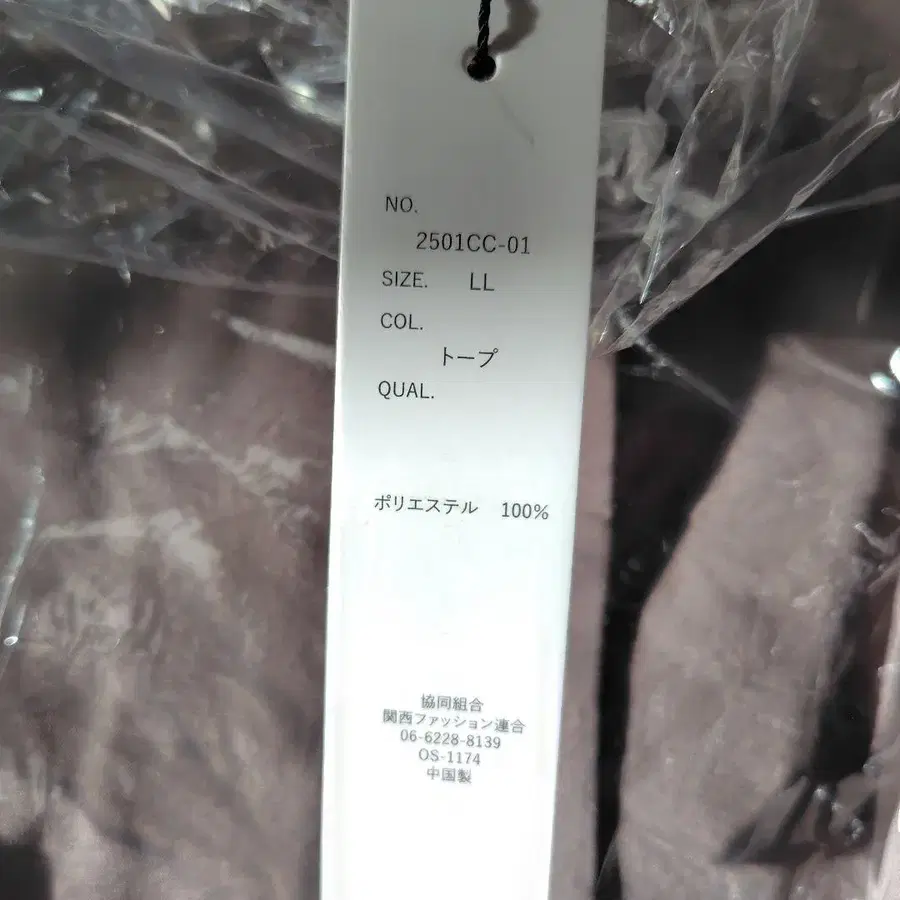 NO.
2501CC-01
SIZE. LL
COL.
トープ
QUAL.
ポリエステル 100%
協同組合
関西ファッション連合
06-6228-8139
OS-1174
中国製